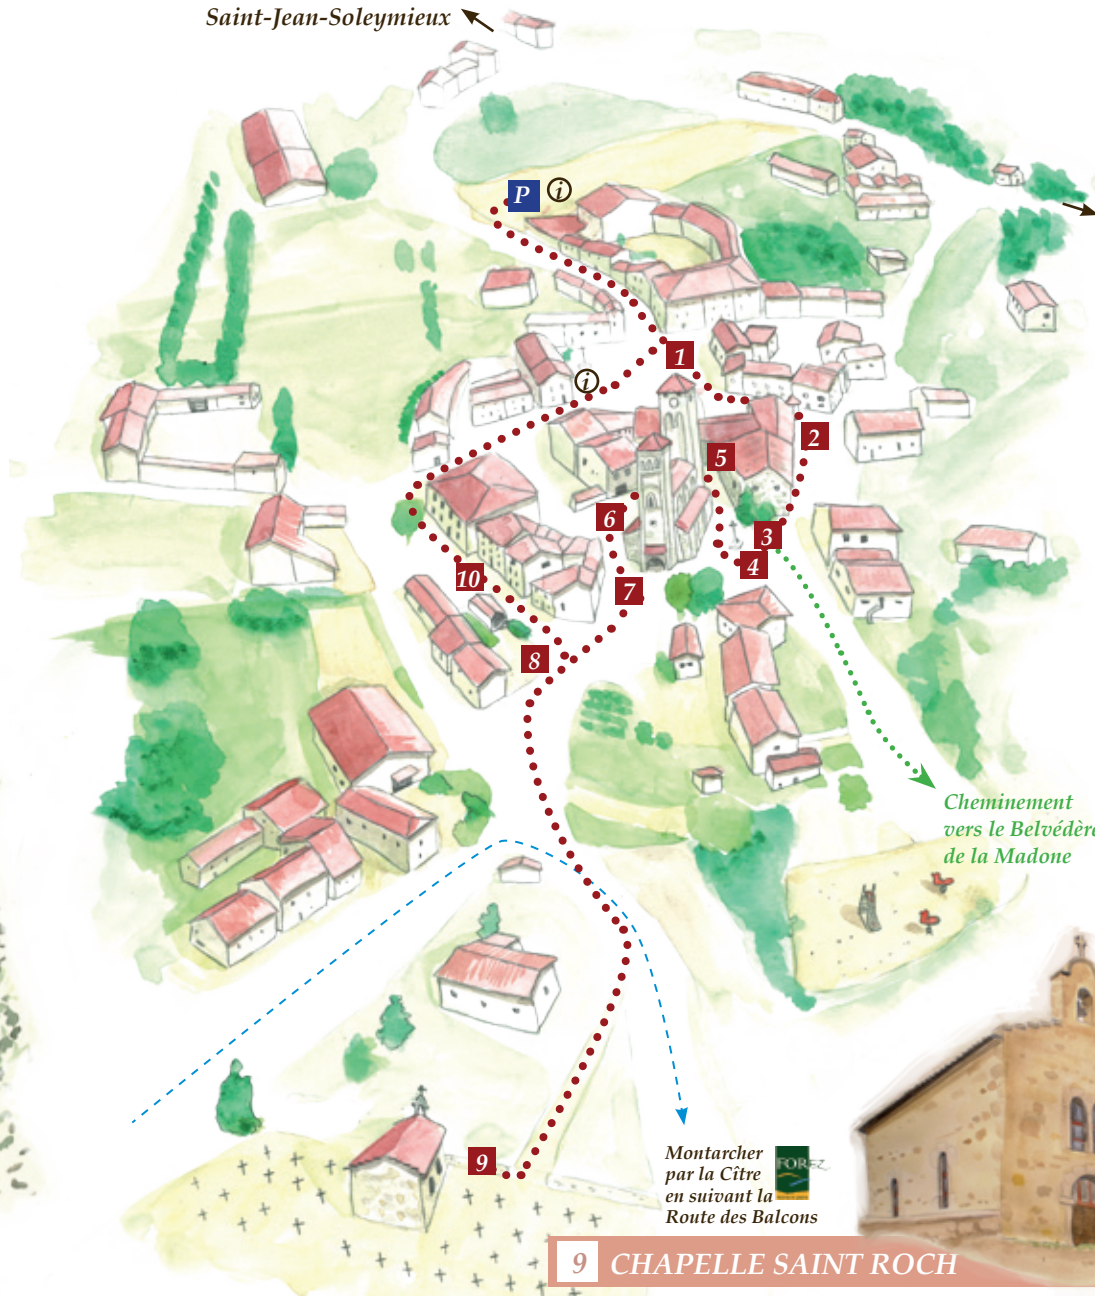 Saint-Jean-Soleymieux
P i
1
i
2
5
6
3
4
10
7
8
Cheminement
vers le Belvédère
de la Madone
9
Montarcher
par la Cître
en suivant la
Route des Balcons
FOREZ
9 CHAPELLE SAINT ROCH